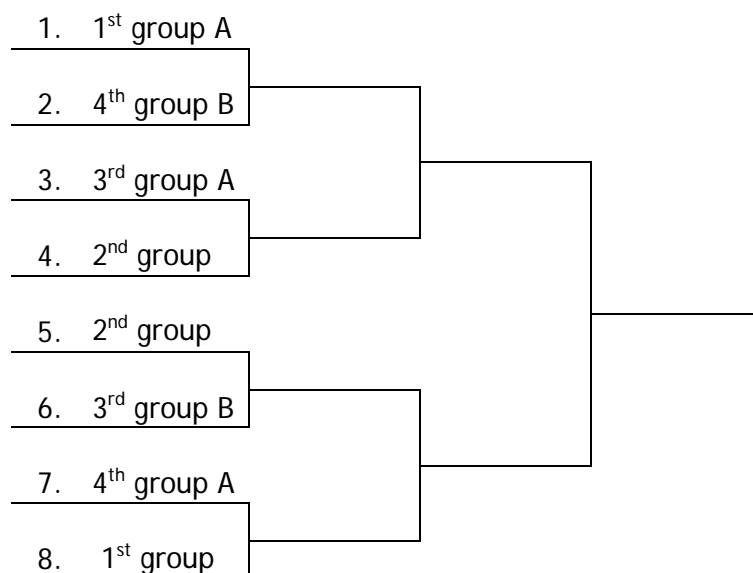 1. 1st group A
2. 4th group B
3. 3rd group A
4. 2nd group
5. 2nd group
6. 3rd group B
7. 4th group A
8. 1st group